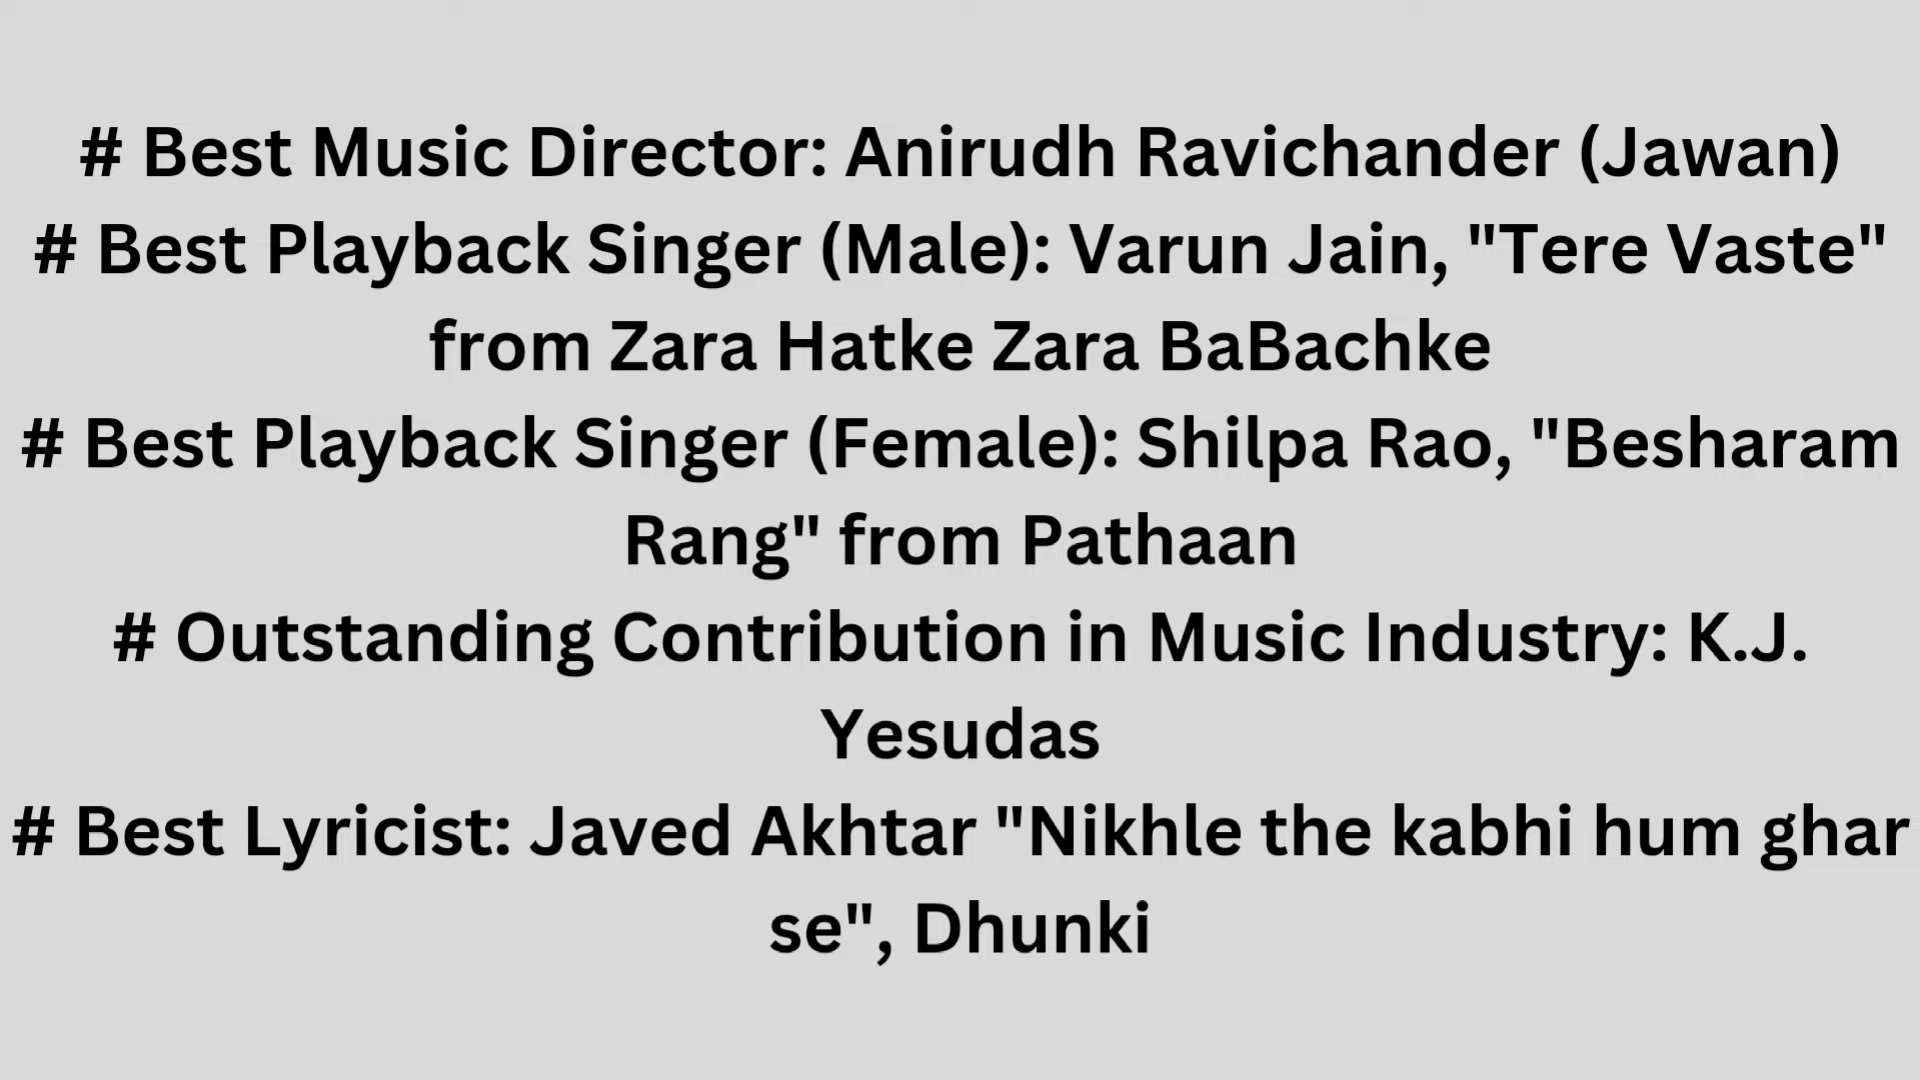 # Best Music Director: Anirudh Ravichander (Jawan)
# Best Playback Singer (Male): Varun Jain, "Tere Vaste"
from Zara Hatke Zara BaBachke
# Best Playback Singer (Female): Shilpa Rao, "Besharam
Rang" from Pathaan
# Outstanding Contribution in Music Industry: K.J.
Yesudas
# Best Lyricist: Javed Akhtar "Nikhle the kabhi hum ghar
se", Dhunki